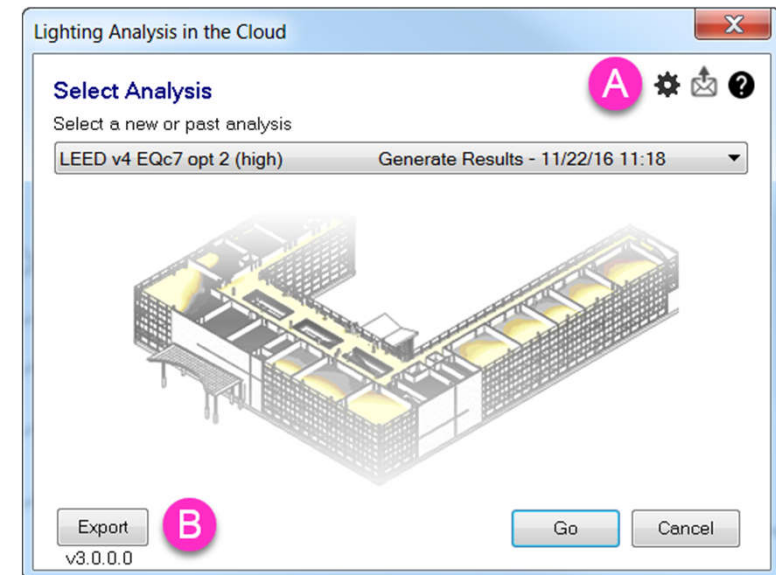 Lighting Analysis in the Cloud
X
A
?
Select Analysis
Select a new or past analysis
LEED v4 EQc7 opt 2 (high) Generate Results - 11/22/16 11:18
Export
B
Go
Cancel
v3.0.0.0